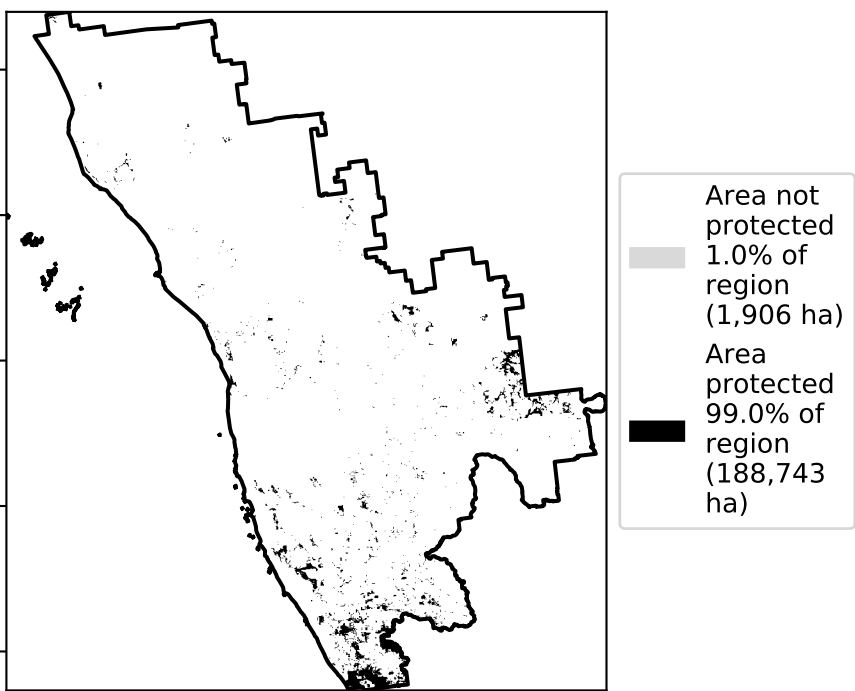 Area not
protected
1.0% of
region
(1,906 ha)
Area
protected
99.0% of
region
(188,743
ha)